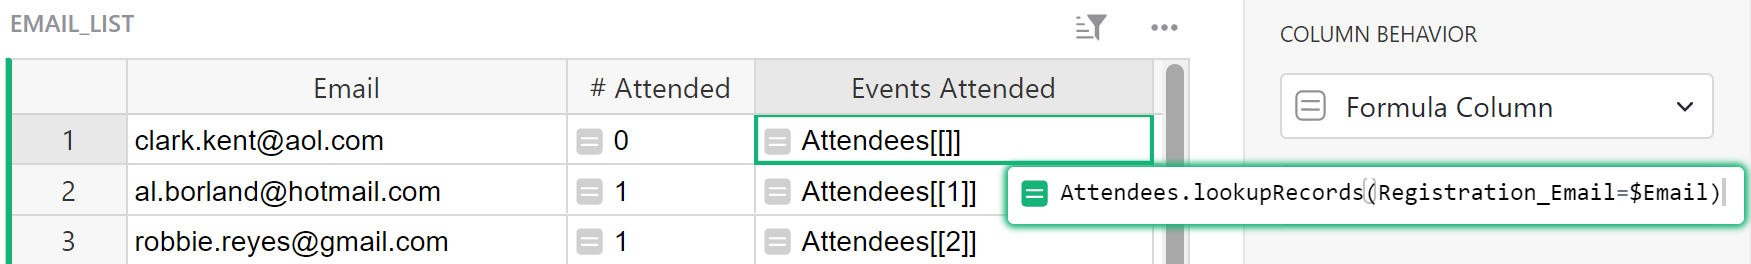 EMAIL_LIST
COLUMN BEHAVIOR
Email # Attended Events Attended
Formula Column
1 clark.kent@aol.com 0 Attendees[[]]
2 al.borland@hotmail.com 1 Attendees[[1]]
Attendees.lookupRecords(Registration_Email=$Email)
3 robbie.reyes@gmail.com 1 Attendees[[2]]